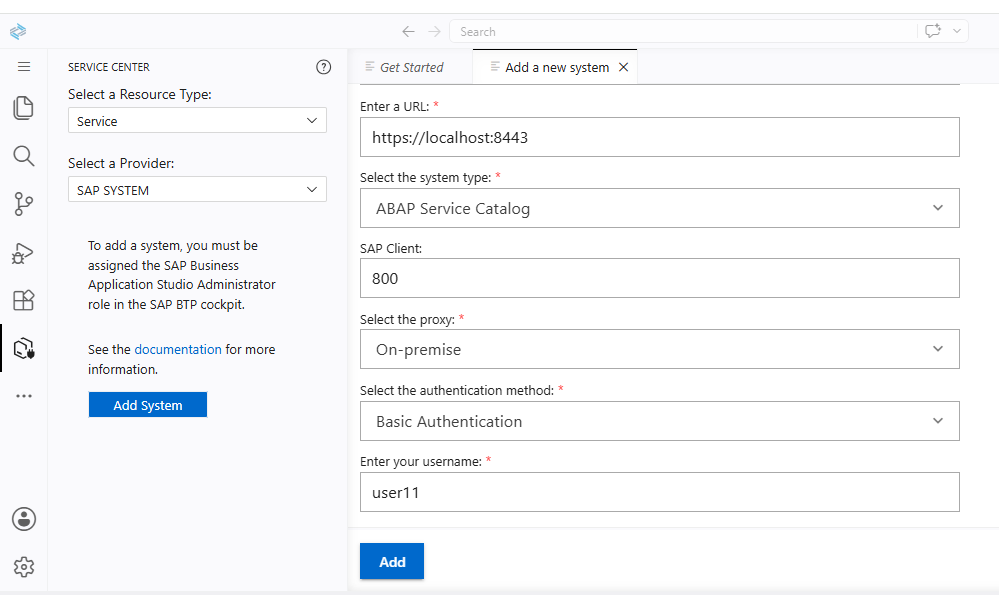 Search
SERVICE CENTER
Select a Resource Type:
Service
Select a Provider:
SAP SYSTEM
To add a system, you must be
assigned the SAP Business
Application Studio Administrator
role in the SAP BTP cockpit.
See the documentation for more
information.
Add System
Get Started
Add a new system
Enter a URL: *
https://localhost:8443
Select the system type: *
ABAP Service Catalog
SAP Client:
800
Select the proxy: *
On-premise
Select the authentication method: *
Basic Authentication
Enter your username: *
user11
Add